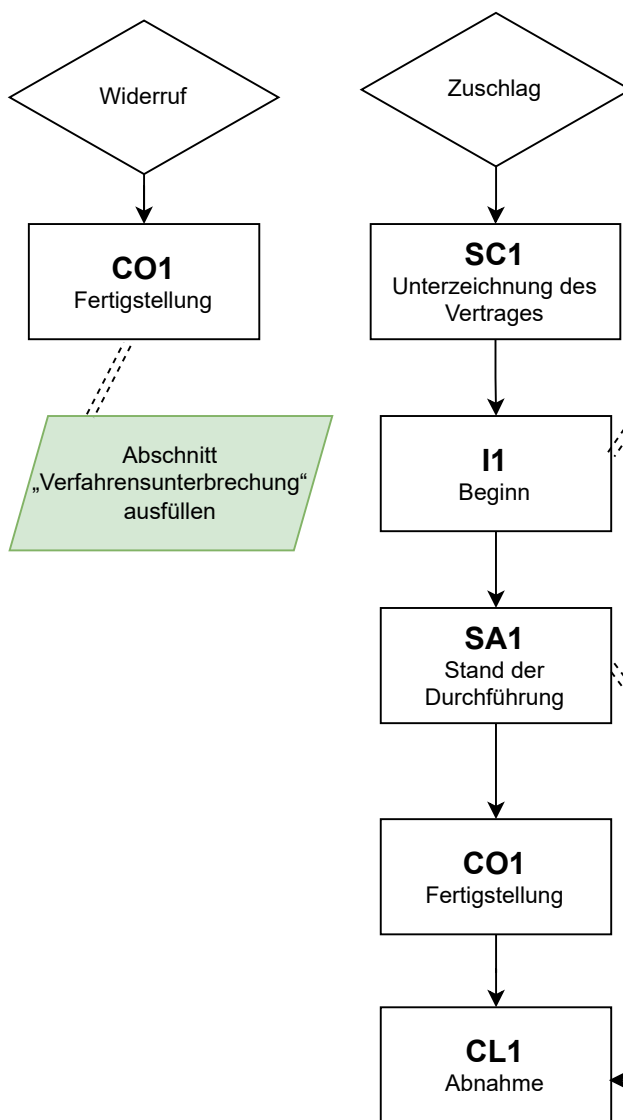 Widerruf
CO1
Fertigstellung
Abschnitt
„Verfahrensunterbrechung“
ausfüllen
Zuschlag
SC1
Unterzeichnung des
Vertrages
I1
Beginn
SA1
Stand der
Durchführung
CO1
Fertigstellung
CL1
Abnahme